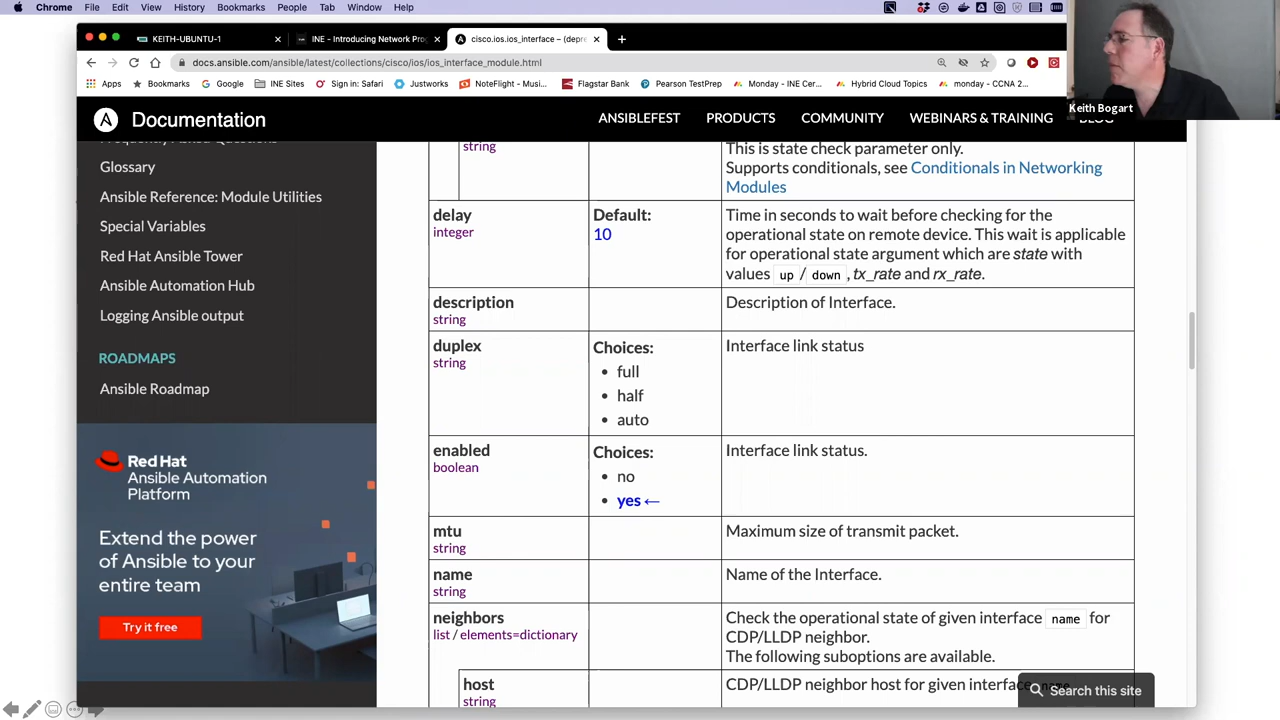 Chrome File Edit View History Bookmarks People Tab Window Help
KEITH-UBUNTU-1
INE - Introducing Network Pro
cisco.ios.ios_interface – (depre
docs.ansible.com/ansible/latest/collections/cisco/ios/ios_interface_module.html
Apps Bookmarks Google INE Sites Sign in: Safari Justworks NoteFlight - Musi... Flagstar Bank Pearson TestPrep Monday - INE Cer... Hybrid Cloud Topics monday - CCNA 2...
Keith Bogart
Documentation
ANSIBLEFEST PRODUCTS COMMUNITY WEBINARS & TRAINING BLOG
Frequently Asked Questions
Glossary
Ansible Reference: Module Utilities
Special Variables
Red Hat Ansible Tower
Ansible Automation Hub
Logging Ansible output
ROADMAPS
Ansible Roadmap
Red Hat
Ansible Automation
Platform
Extend the power
of Ansible to your
entire team
Try it free
string
This is state check parameter only.
Supports conditionals, see Conditionals in Networking
Modules
delay
integer
Default:
10
Time in seconds to wait before checking for the
operational state on remote device. This wait is applicable
for operational state argument which are state with
values up / down, tx_rate and rx_rate.
description
string
Description of Interface.
duplex
string
Choices:
• full
• half
• auto
Interface link status
enabled
boolean
Choices:
• no
• yes ←
Interface link status.
mtu
string
Maximum size of transmit packet.
name
string
Name of the Interface.
neighbors
list / elements=dictionary
Check the operational state of given interface name for
CDP/LLDP neighbor.
The following suboptions are available.
host
string
CDP/LLDP neighbor host for given interface name
Search this site